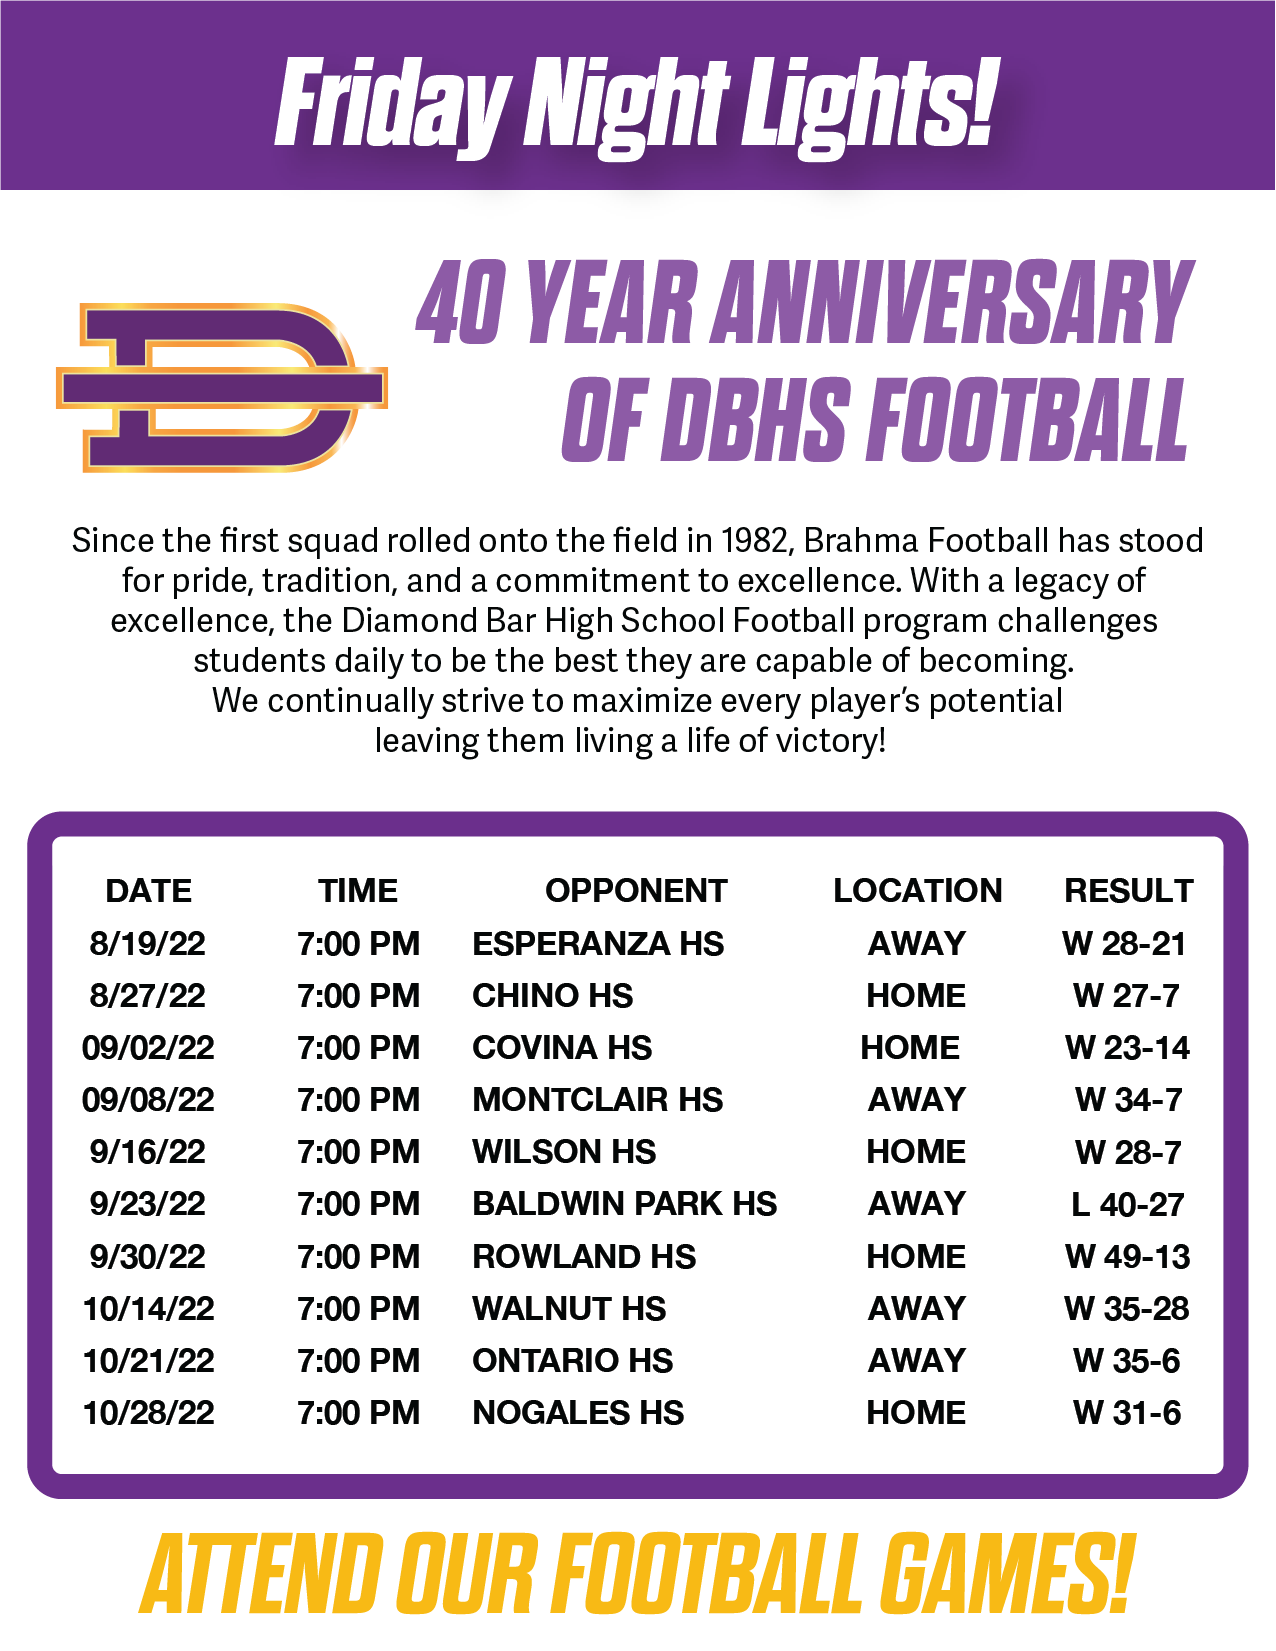 Friday Night Lights!
40 YEAR ANNIVERSARY
OF DBHS FOOTBALL
D
Since the first squad rolled onto the field in 1982, Brahma Football has stood
for pride, tradition, and a commitment to excellence. With a legacy of
excellence, the Diamond Bar High School Football program challenges
students daily to be the best they are capable of becoming.
We continually strive to maximize every player’s potential
leaving them living a life of victory!
DATE TIME OPPONENT LOCATION RESULT
8/19/22 7:00 PM ESPERANZA HS AWAY W 28-21
8/27/22 7:00 PM CHINO HS HOME W 27-7
09/02/22 7:00 PM COVINA HS HOME W 23-14
09/08/22 7:00 PM MONTCLAIR HS AWAY W 34-7
9/16/22 7:00 PM WILSON HS HOME W 28-7
9/23/22 7:00 PM BALDWIN PARK HS AWAY L 40-27
9/30/22 7:00 PM ROWLAND HS HOME W 49-13
10/14/22 7:00 PM WALNUT HS AWAY W 35-28
10/21/22 7:00 PM ONTARIO HS AWAY W 35-6
10/28/22 7:00 PM NOGALES HS HOME W 31-6
ATTEND OUR FOOTBALL GAMES!